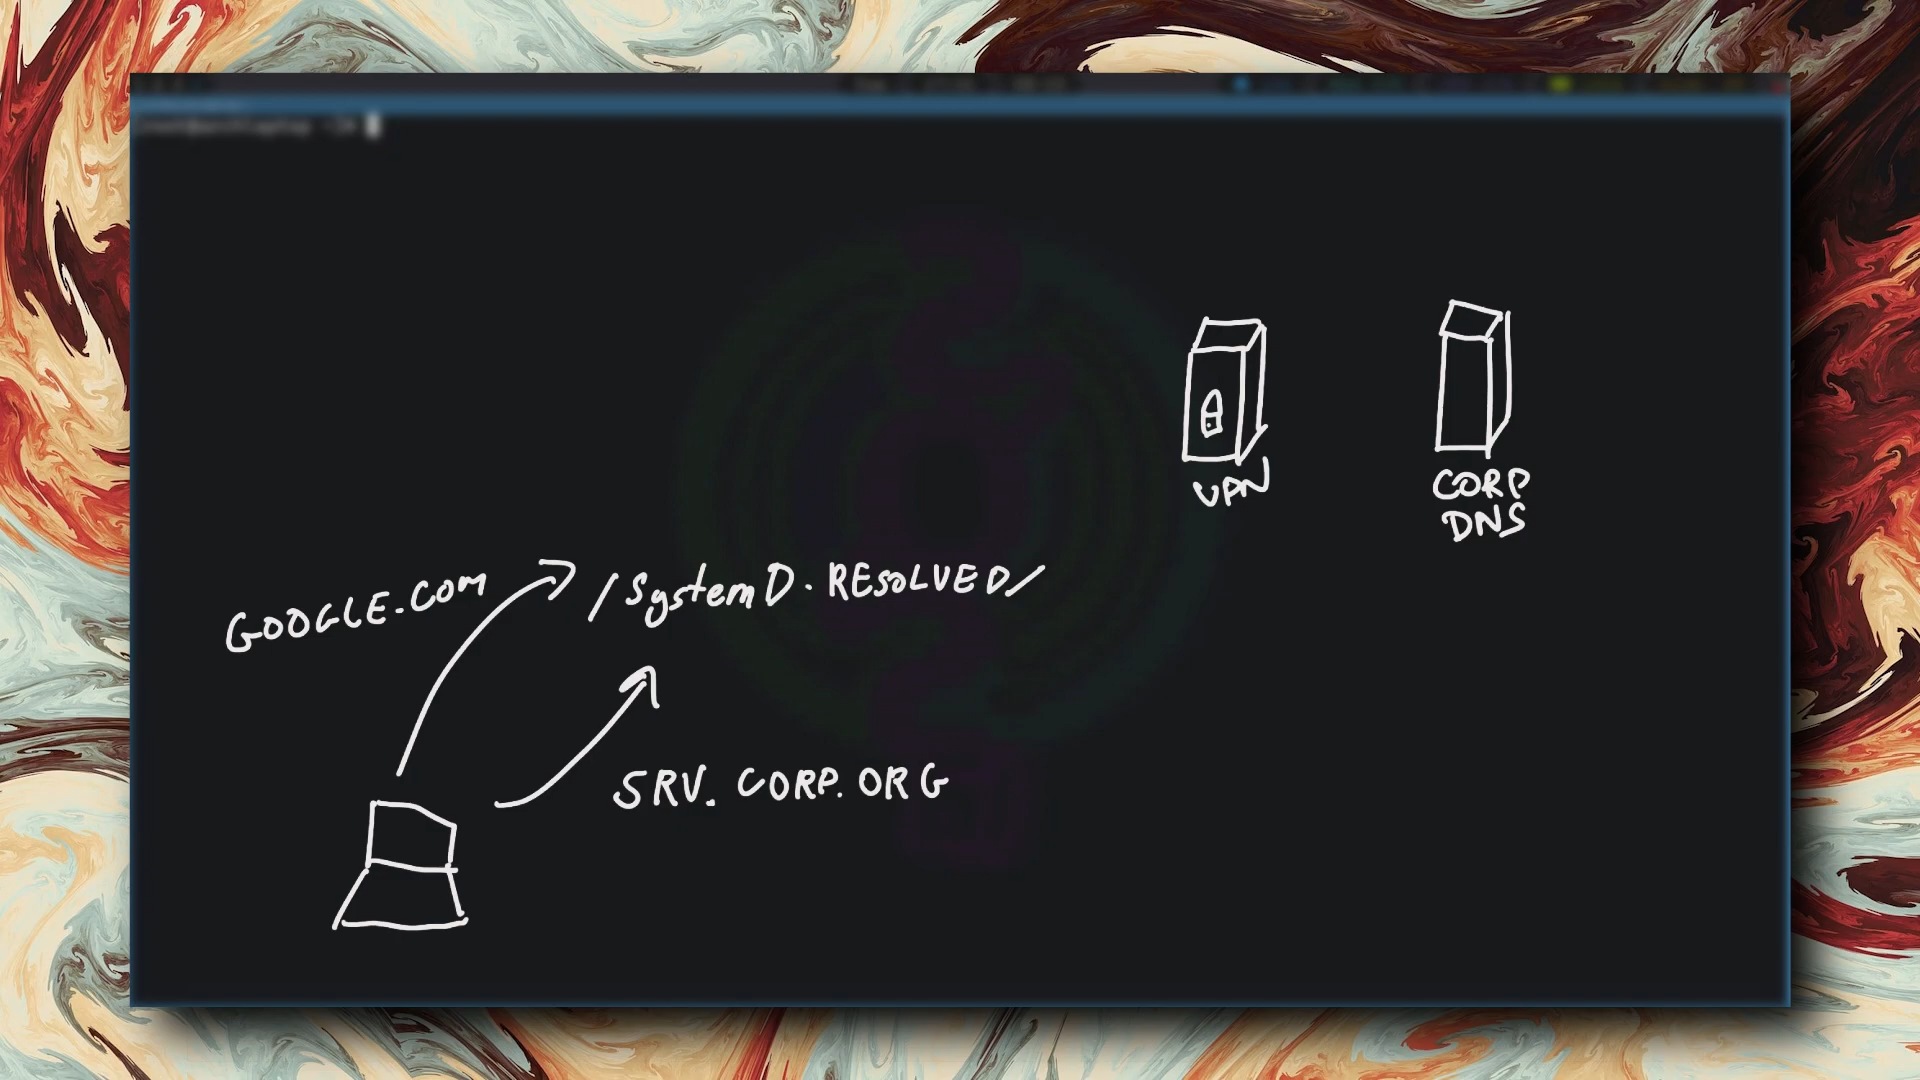 VPN
CORP
DNS
GOOGLE.COM
/SystemD.RESOLVED/
SRV.CORP.ORG